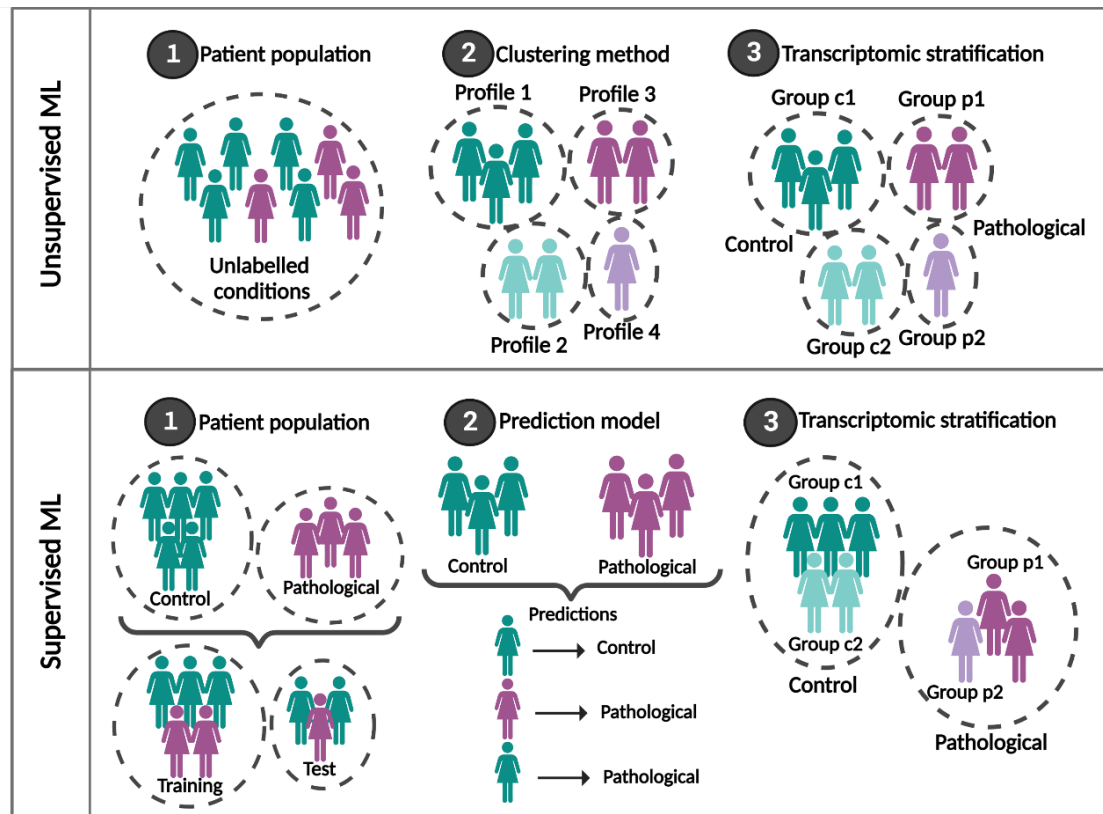 Unsupervised ML
1 Patient population
Unlabelled
conditions
2 Clustering method
Profile 1
Profile 3
Profile 2
Profile 4
3 Transcriptomic stratification
Group c1
Group p1
Control
Pathological
Group c2
Group p2
Supervised ML
1 Patient population
Control
Pathological
Training
Test
2 Prediction model
Control
Pathological
Predictions
Control
Pathological
Pathological
3 Transcriptomic stratification
Group c1
Group c2
Control
Group p1
Group p2
Pathological